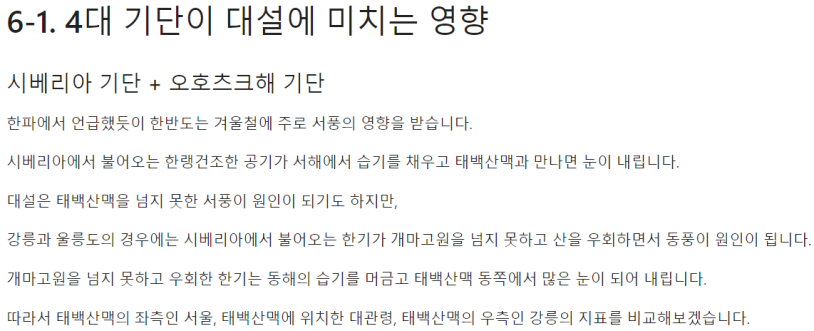 6-1. 4대 기단이 대설에 미치는 영향
시베리아 기단 + 오호츠크해 기단
한파에서 언급했듯이 한반도는 겨울철에 주로 서풍의 영향을 받습니다.
시베리아에서 불어오는 한랭건조한 공기가 서해에서 습기를 채우고 태백산맥과 만나면 눈이 내립니다.
대설은 태백산맥을 넘지 못한 서풍이 원인이 되기도 하지만,
강릉과 울릉도의 경우에는 시베리아에서 불어오는 한기가 개마고원을 넘지 못하고 산을 우회하면서 동풍이 원인이 됩니다.
개마고원을 넘지 못하고 우회한 한기는 동해의 습기를 머금고 태백산맥 동쪽에서 많은 눈이 되어 내립니다.
따라서 태백산맥의 좌측인 서울, 태백산맥에 위치한 대관령, 태백산맥의 우측인 강릉의 지표를 비교해보겠습니다.